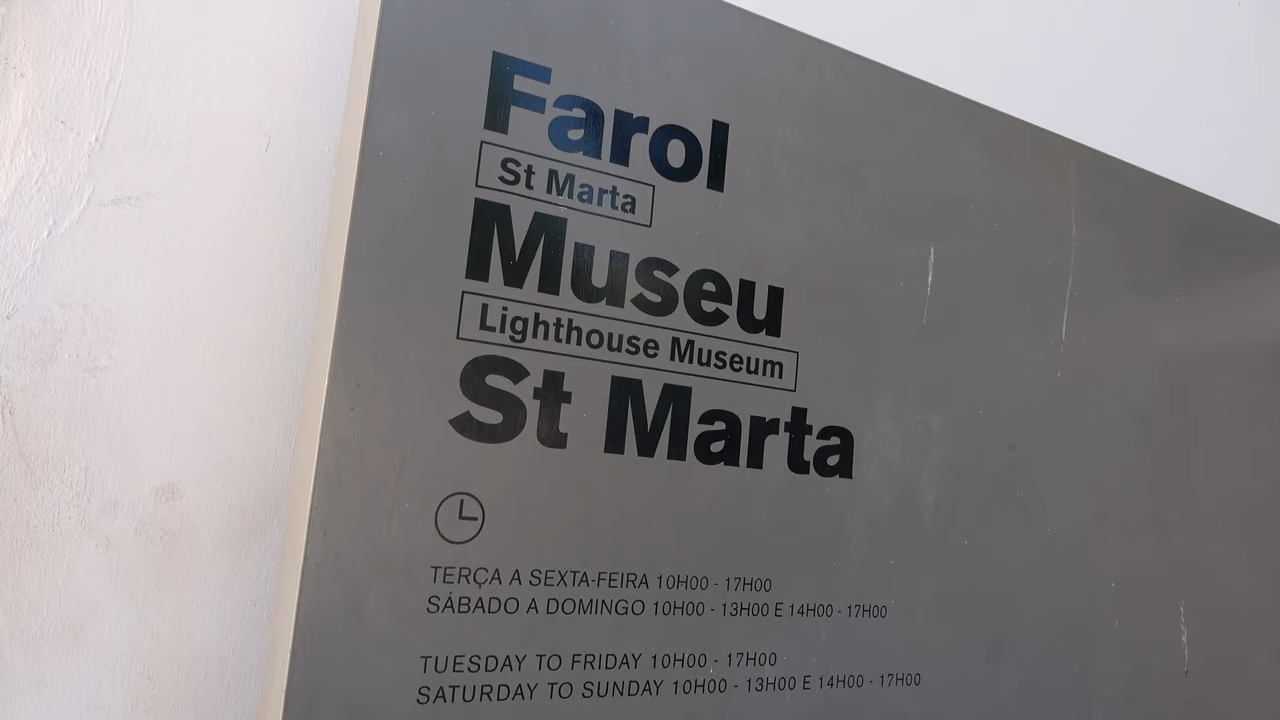 Farol
St Marta
Museu
Lighthouse Museum
St Marta
TERÇA A SEXTA-FEIRA 10H00 - 17H00
SÁBADO A DOMINGO 10H00 - 13H00 E 14H00 - 17H00
TUESDAY TO FRIDAY 10H00 - 17H00
SATURDAY TO SUNDAY 10H00 - 13H00 E 14H00 - 17H00